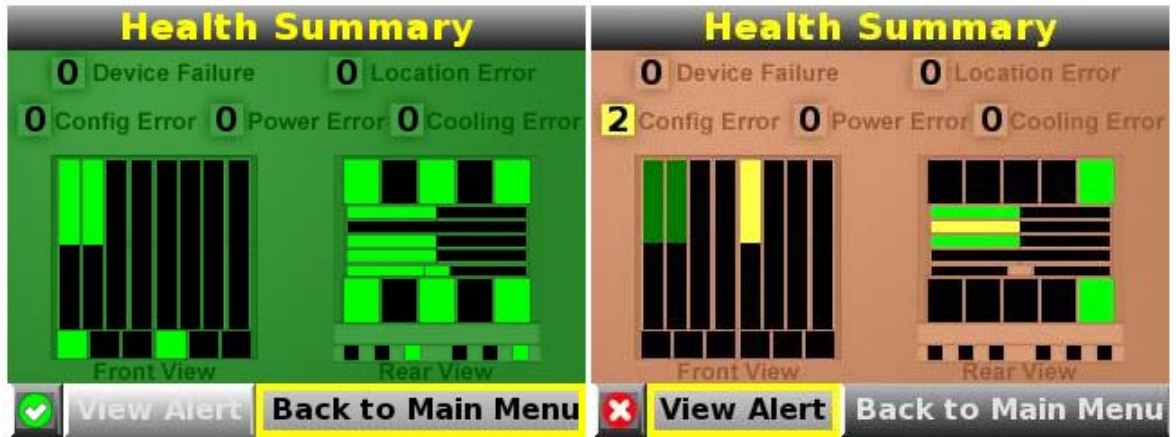 Health Summary
0 Device Failure 0 Location Error
0 Config Error 0 Power Error 0 Cooling Error
Front View Rear View
View Alert Back to Main Menu
Health Summary
0 Device Failure 0 Location Error
2 Config Error 0 Power Error 0 Cooling Error
Front View Rear View
View Alert Back to Main Menu